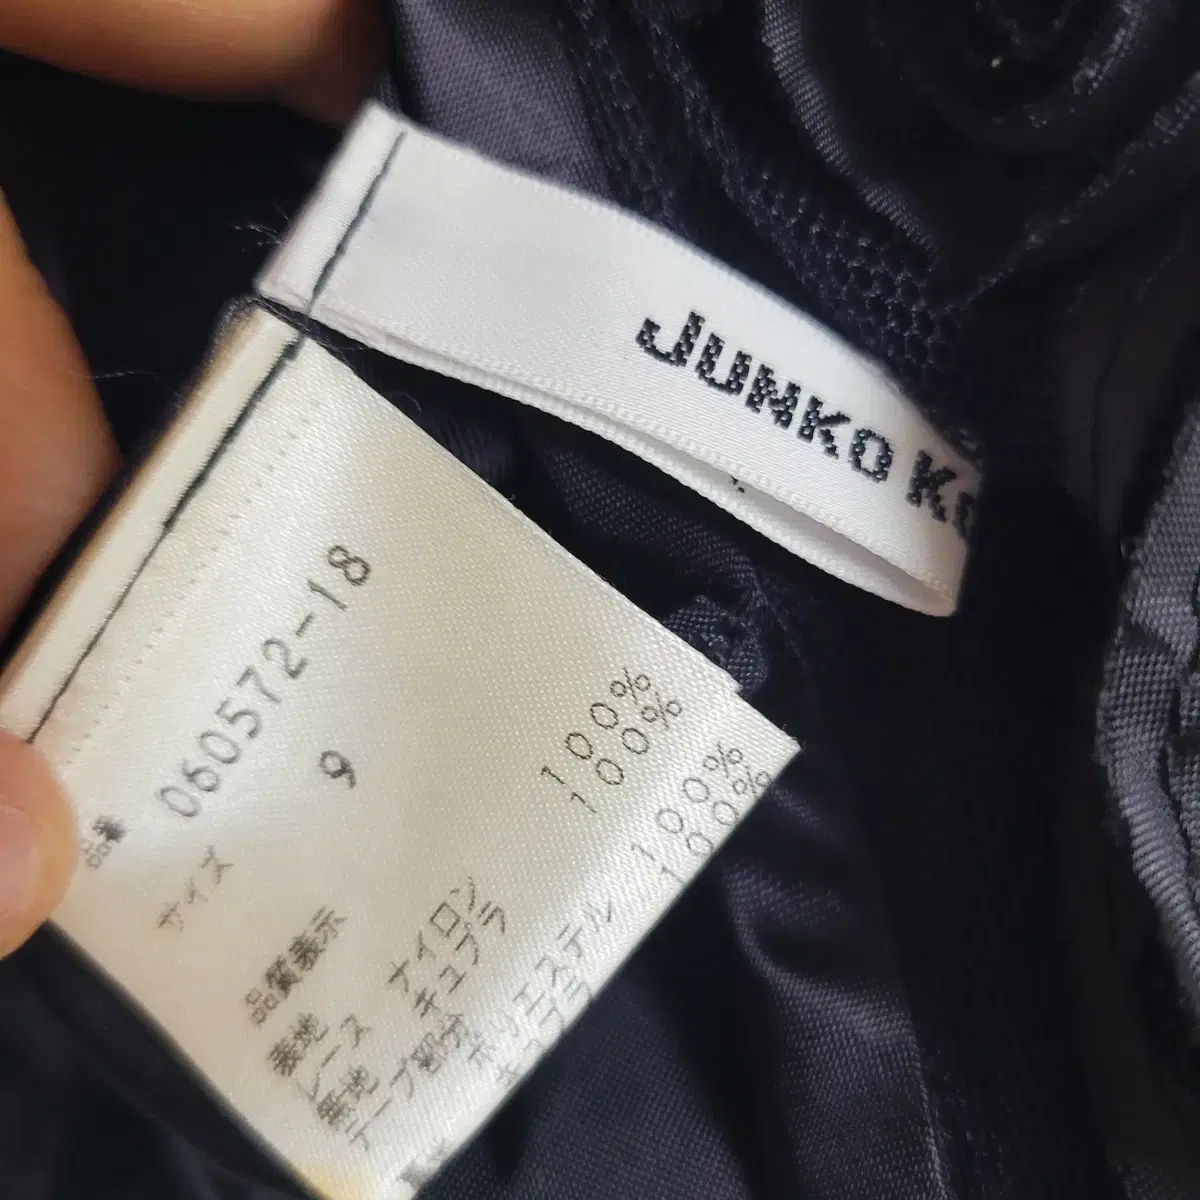 JUNKO K
品番 060572-18
サイズ 9
品質表示
表地 ナイロン 100%
レース キュプラ 100%
無地 ポリエステル 100%
テープ部分 キュプラ 100%